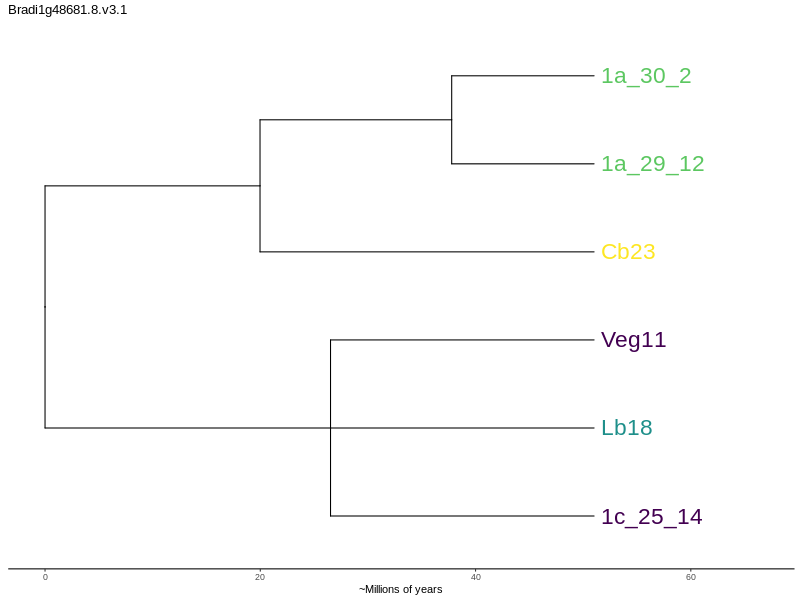 Bradi1g48681.8.v3.1
1a_30_2
1a_29_12
Cb23
Veg11
Lb18
1c_25_14
0 20 40 60
~Millions of years